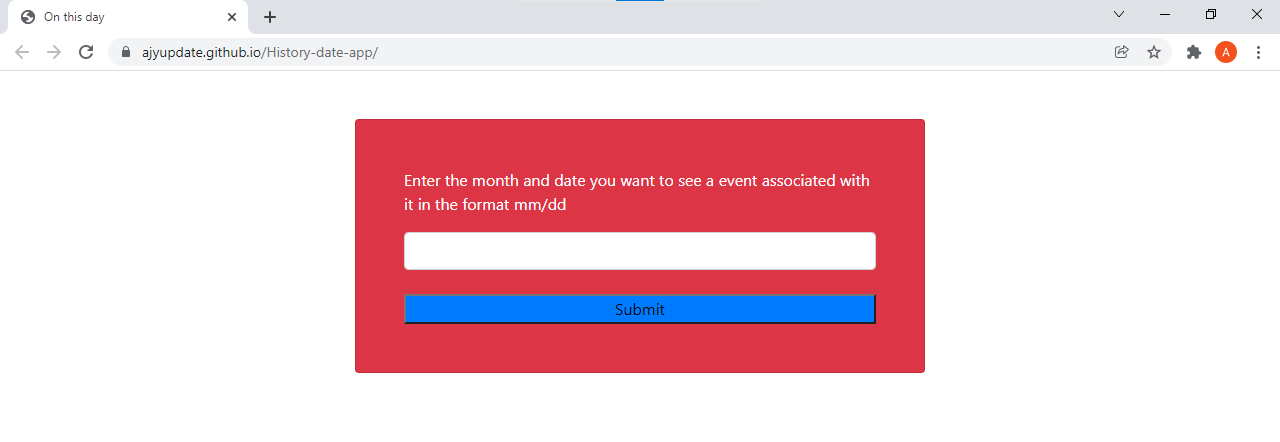 On this day
ajyupdate.github.io/History-date-app/
A
Enter the month and date you want to see a event associated with
it in the format mm/dd
Submit